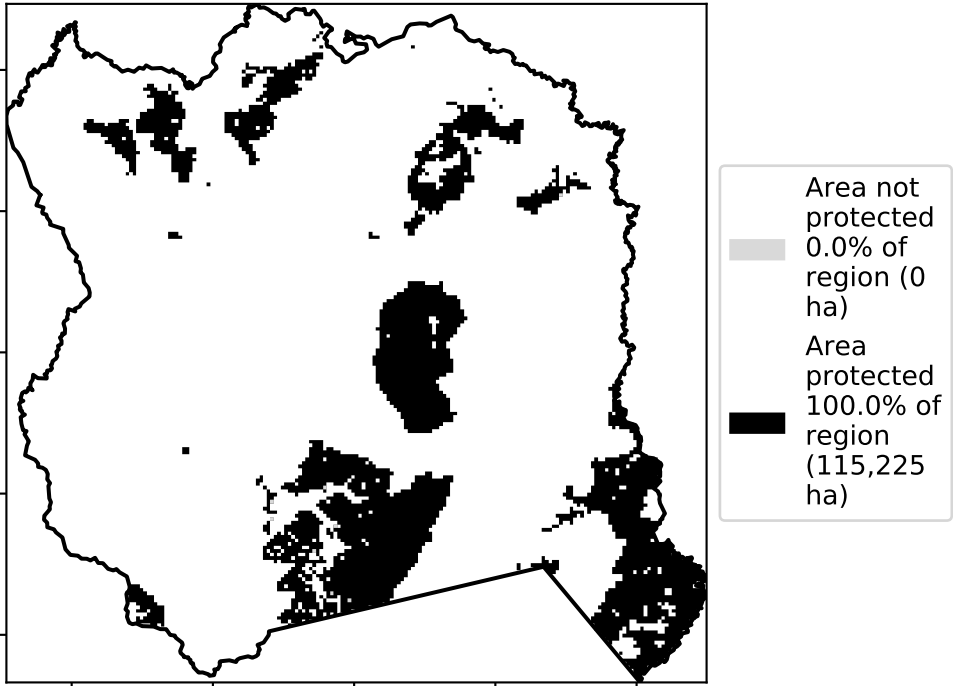 Area not
protected
0.0% of
region (0
ha)
Area
protected
100.0% of
region
(115,225
ha)